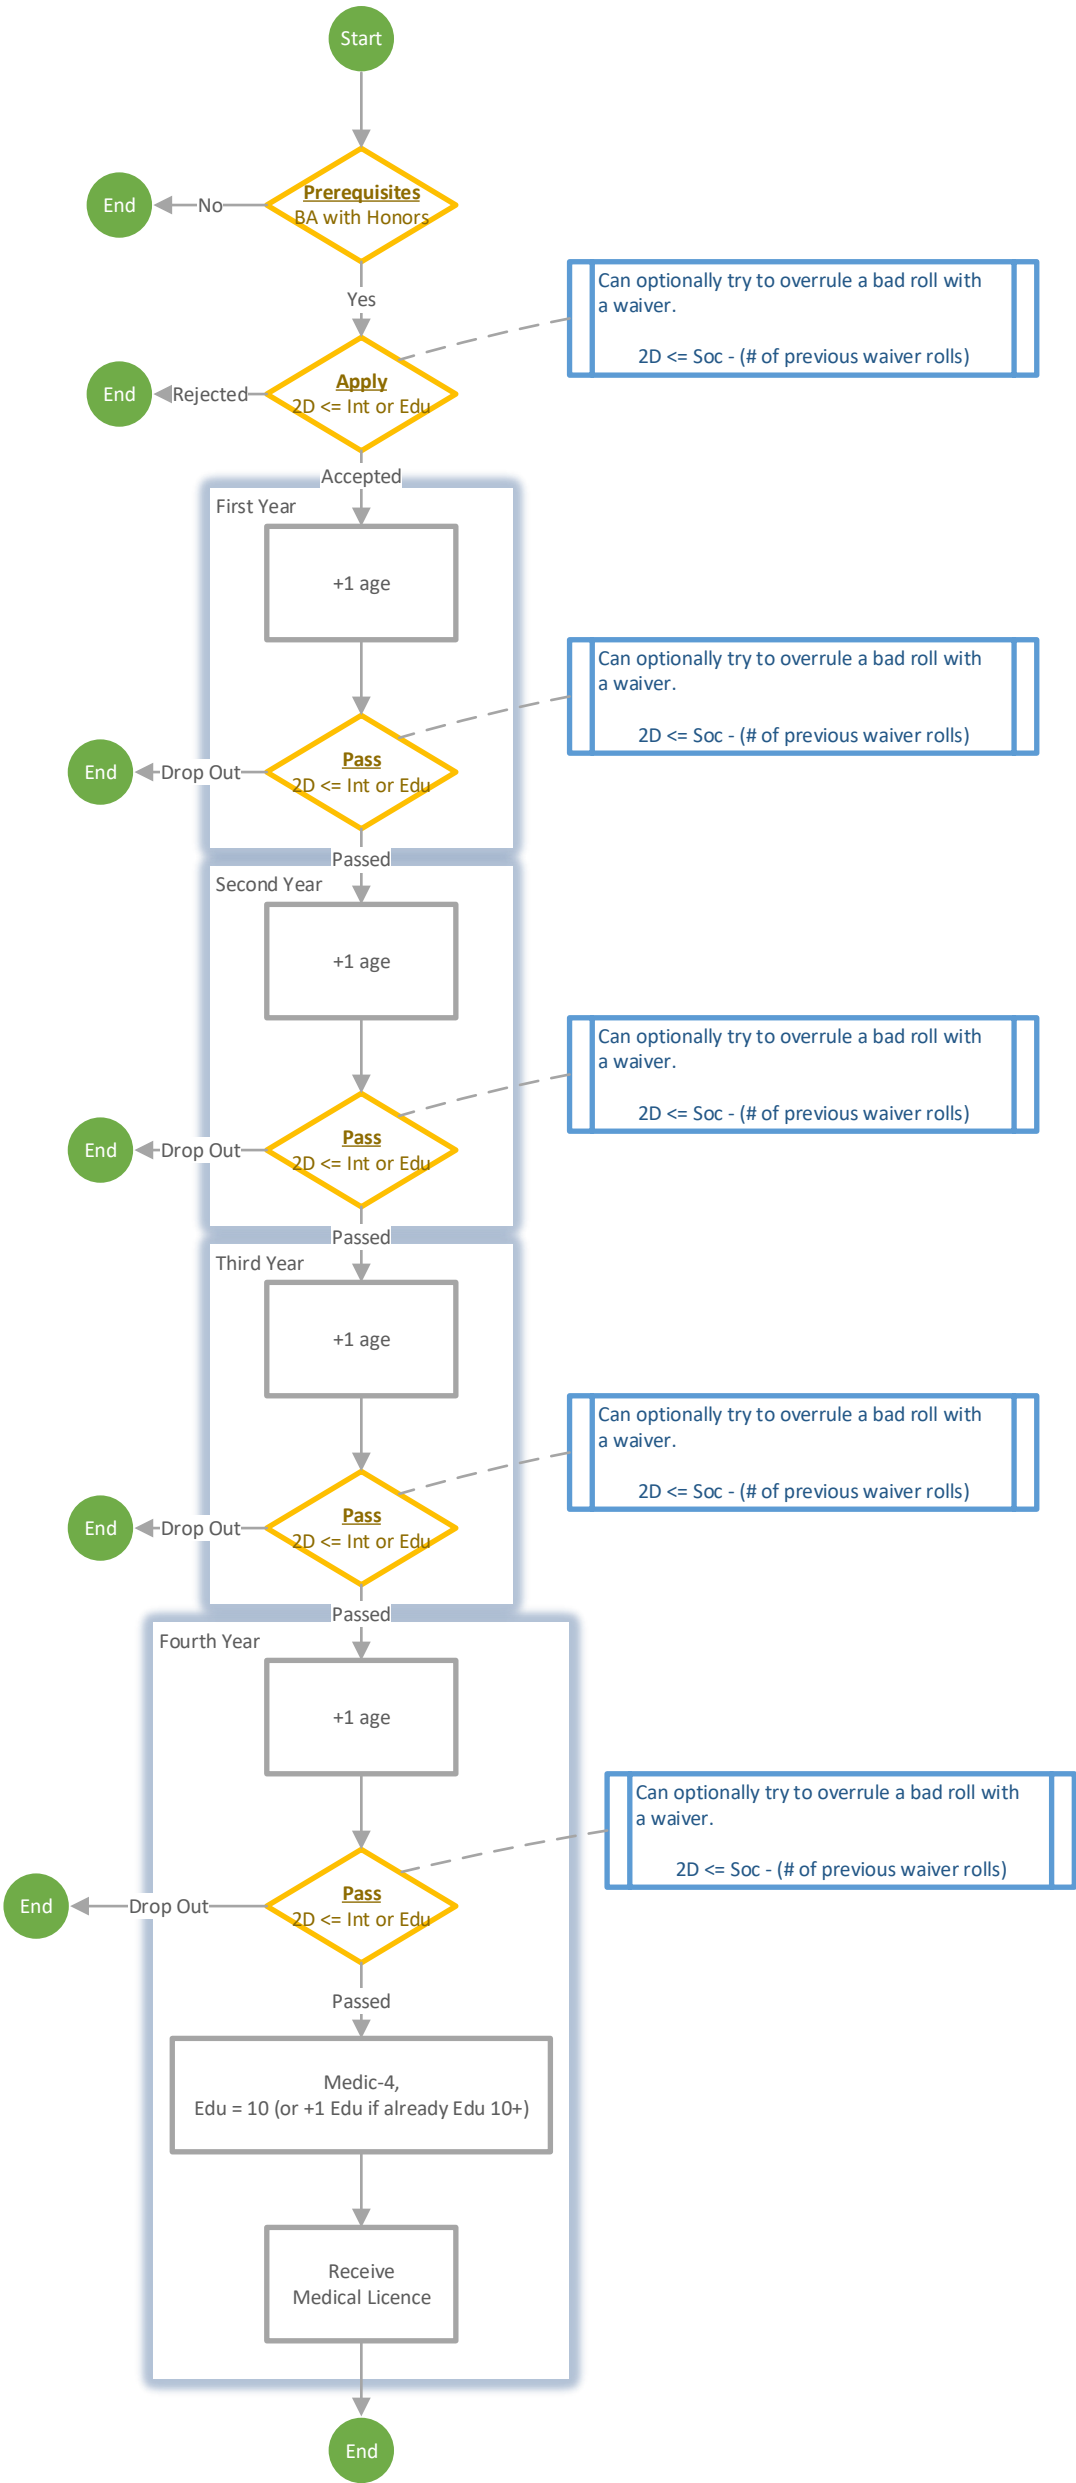 Start
Prerequisites
BA with Honors
No
End
Yes
Can optionally try to overrule a bad roll with
a waiver.
2D <= Soc - (# of previous waiver rolls)
Apply
2D <= Int or Edu
Rejected
End
Accepted
First Year
+1 age
Can optionally try to overrule a bad roll with
a waiver.
2D <= Soc - (# of previous waiver rolls)
Pass
2D <= Int or Edu
Drop Out
End
Passed
Second Year
+1 age
Can optionally try to overrule a bad roll with
a waiver.
2D <= Soc - (# of previous waiver rolls)
Pass
2D <= Int or Edu
Drop Out
End
Passed
Third Year
+1 age
Can optionally try to overrule a bad roll with
a waiver.
2D <= Soc - (# of previous waiver rolls)
Pass
2D <= Int or Edu
Drop Out
End
Passed
Fourth Year
+1 age
Can optionally try to overrule a bad roll with
a waiver.
2D <= Soc - (# of previous waiver rolls)
Pass
2D <= Int or Edu
Drop Out
End
Passed
Medic-4,
Edu = 10 (or +1 Edu if already Edu 10+)
Receive
Medical Licence
End